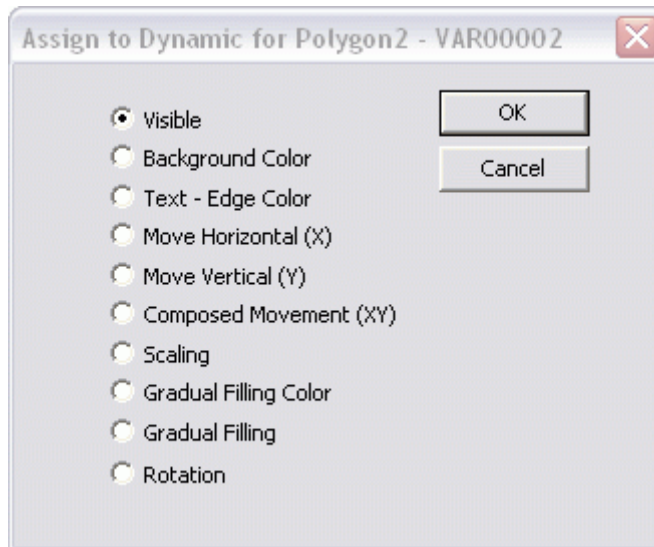 Assign to Dynamic for Polygon2 - VAR00002
Visible
OK
Background Color
Cancel
Text - Edge Color
Move Horizontal (X)
Move Vertical (Y)
Composed Movement (XY)
Scaling
Gradual Filling Color
Gradual Filling
Rotation